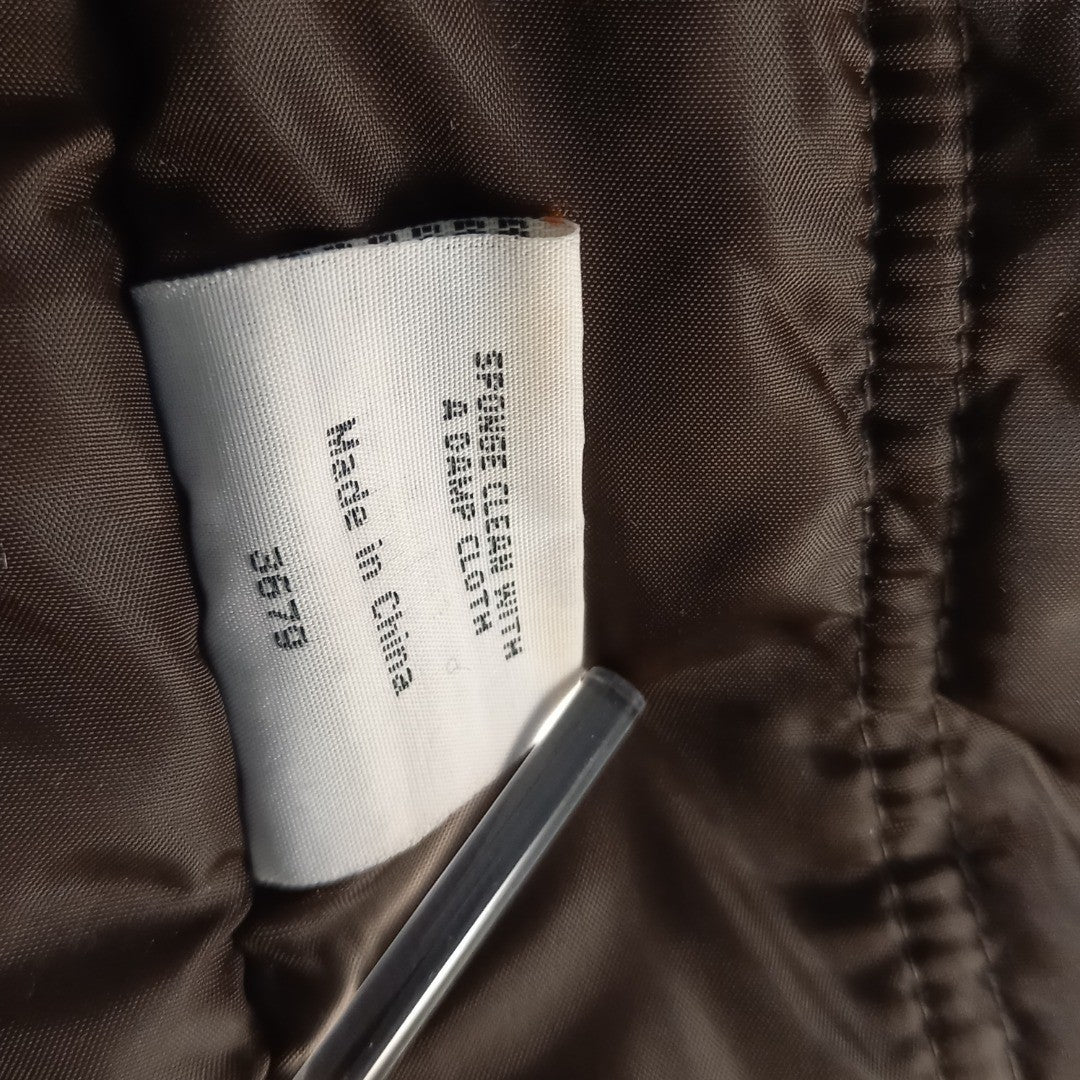 SPONGE CLEAN WITH
A DAMP CLOTH
Made in China
3679